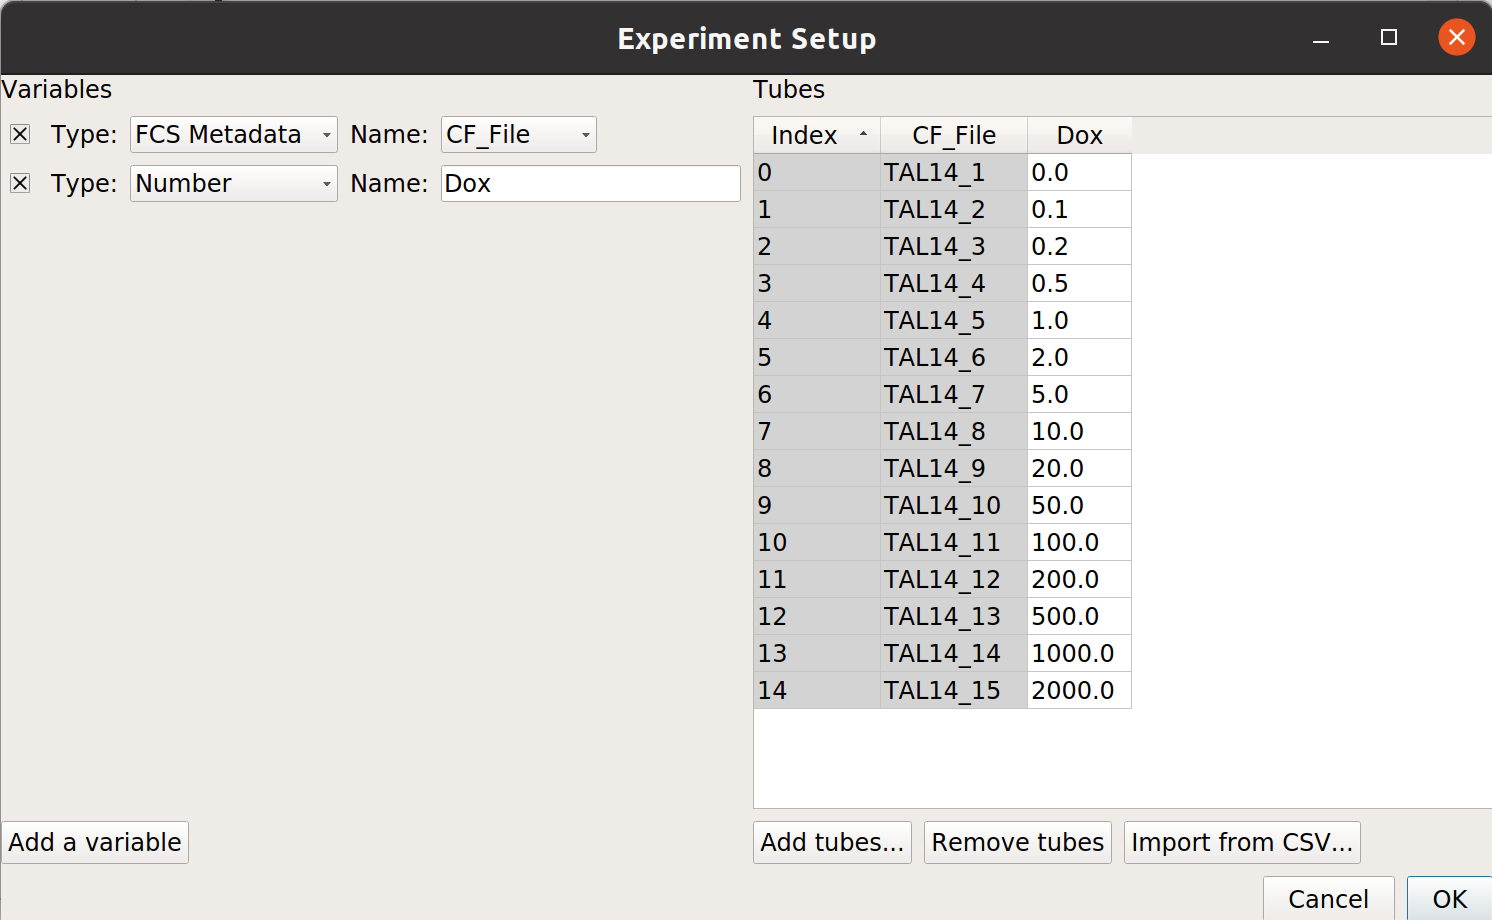 Experiment Setup
Variables
Type: FCS Metadata Name: CF_File
Type: Number Name: Dox
Add a variable
Tubes
Index CF_File Dox
0 TAL14_1 0.0
1 TAL14_2 0.1
2 TAL14_3 0.2
3 TAL14_4 0.5
4 TAL14_5 1.0
5 TAL14_6 2.0
6 TAL14_7 5.0
7 TAL14_8 10.0
8 TAL14_9 20.0
9 TAL14_10 50.0
10 TAL14_11 100.0
11 TAL14_12 200.0
12 TAL14_13 500.0
13 TAL14_14 1000.0
14 TAL14_15 2000.0
Add tubes... Remove tubes Import from CSV...
Cancel OK